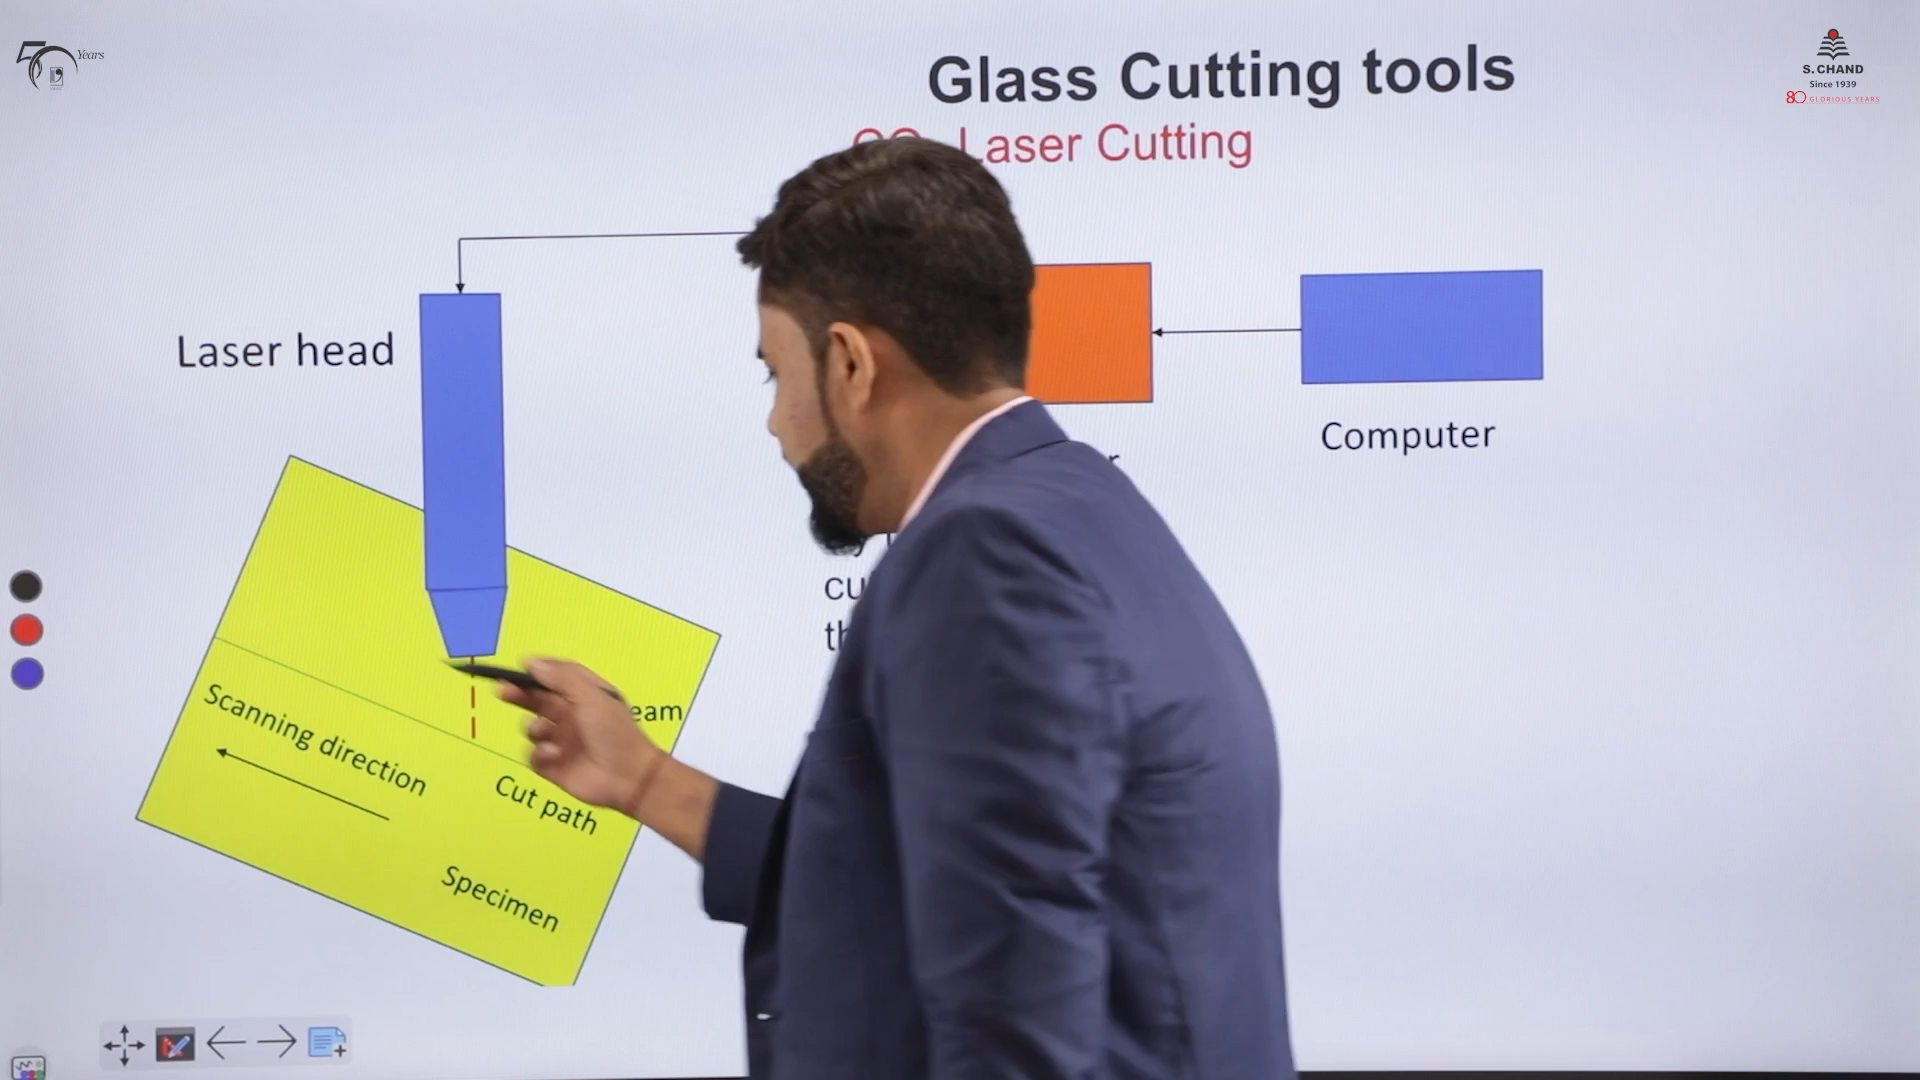 Years
Glass Cutting tools
S. CHAND
Since 1939
80 GLORIOUS YEARS
Laser Cutting
Laser head
Computer
Scanning direction
Cut path
Specimen